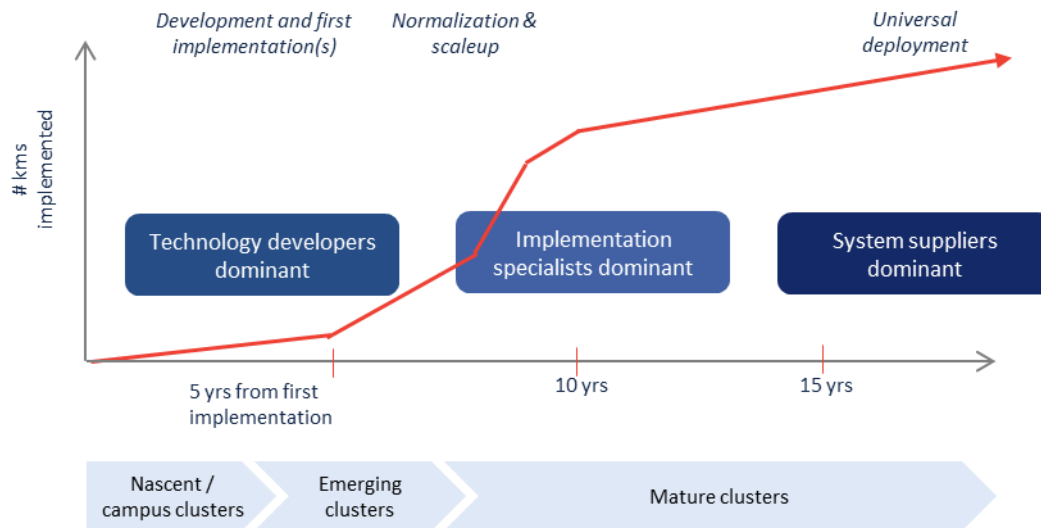 Development and first
implementation(s)
Normalization &
scaleup
Universal
deployment
# kms
implemented
Technology developers
dominant
Implementation
specialists dominant
System suppliers
dominant
5 yrs from first
implementation
10 yrs
15 yrs
Nascent /
campus clusters
Emerging
clusters
Mature clusters